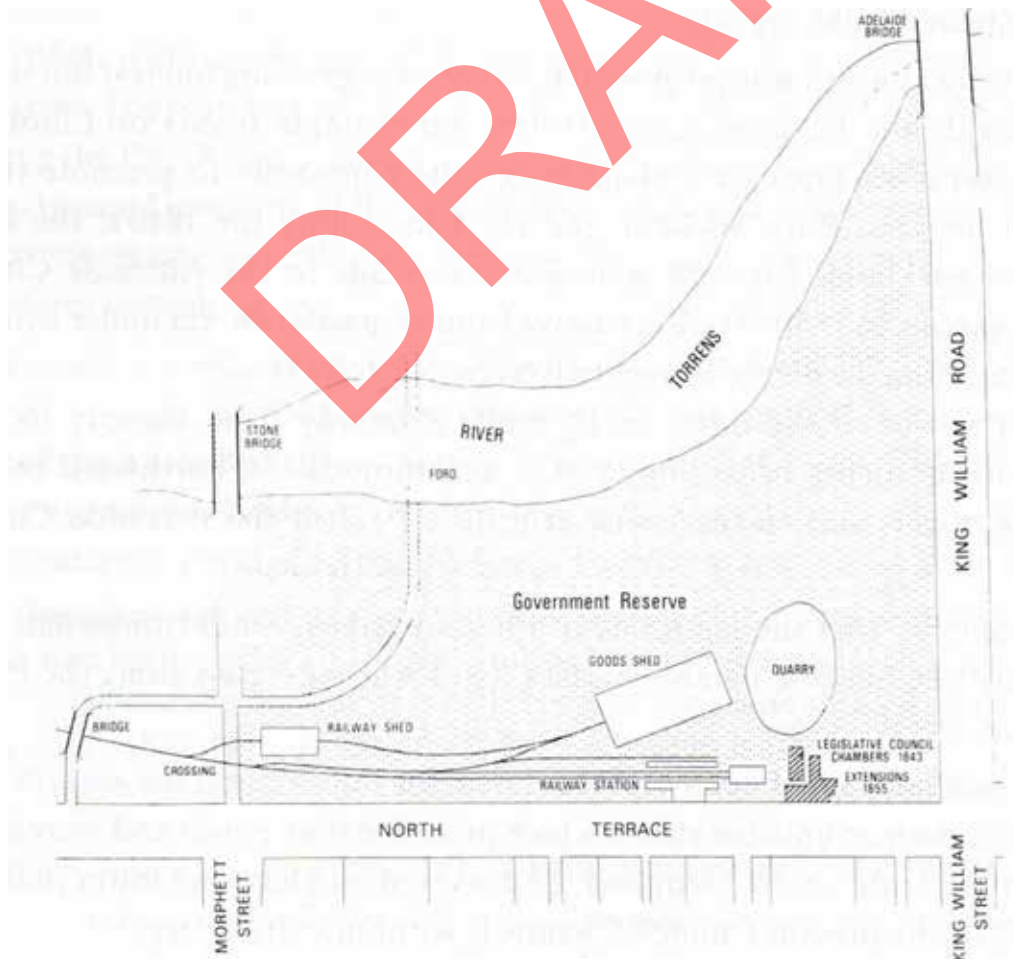 ADELAIDE
BRIDGE
DRA
TORRENS
KING WILLIAM ROAD
STONE
BRIDGE
RIVER
FORD
Government Reserve
GOODS SHED
QUARRY
BRIDGE
RAILWAY SHED
LEGISLATIVE COUNCIL
CHAMBERS 1843
CROSSING
RAILWAY STATION
EXTENSIONS
1855
NORTH TERRACE
MORPHETT
STREET
KING WILLIAM
STREET